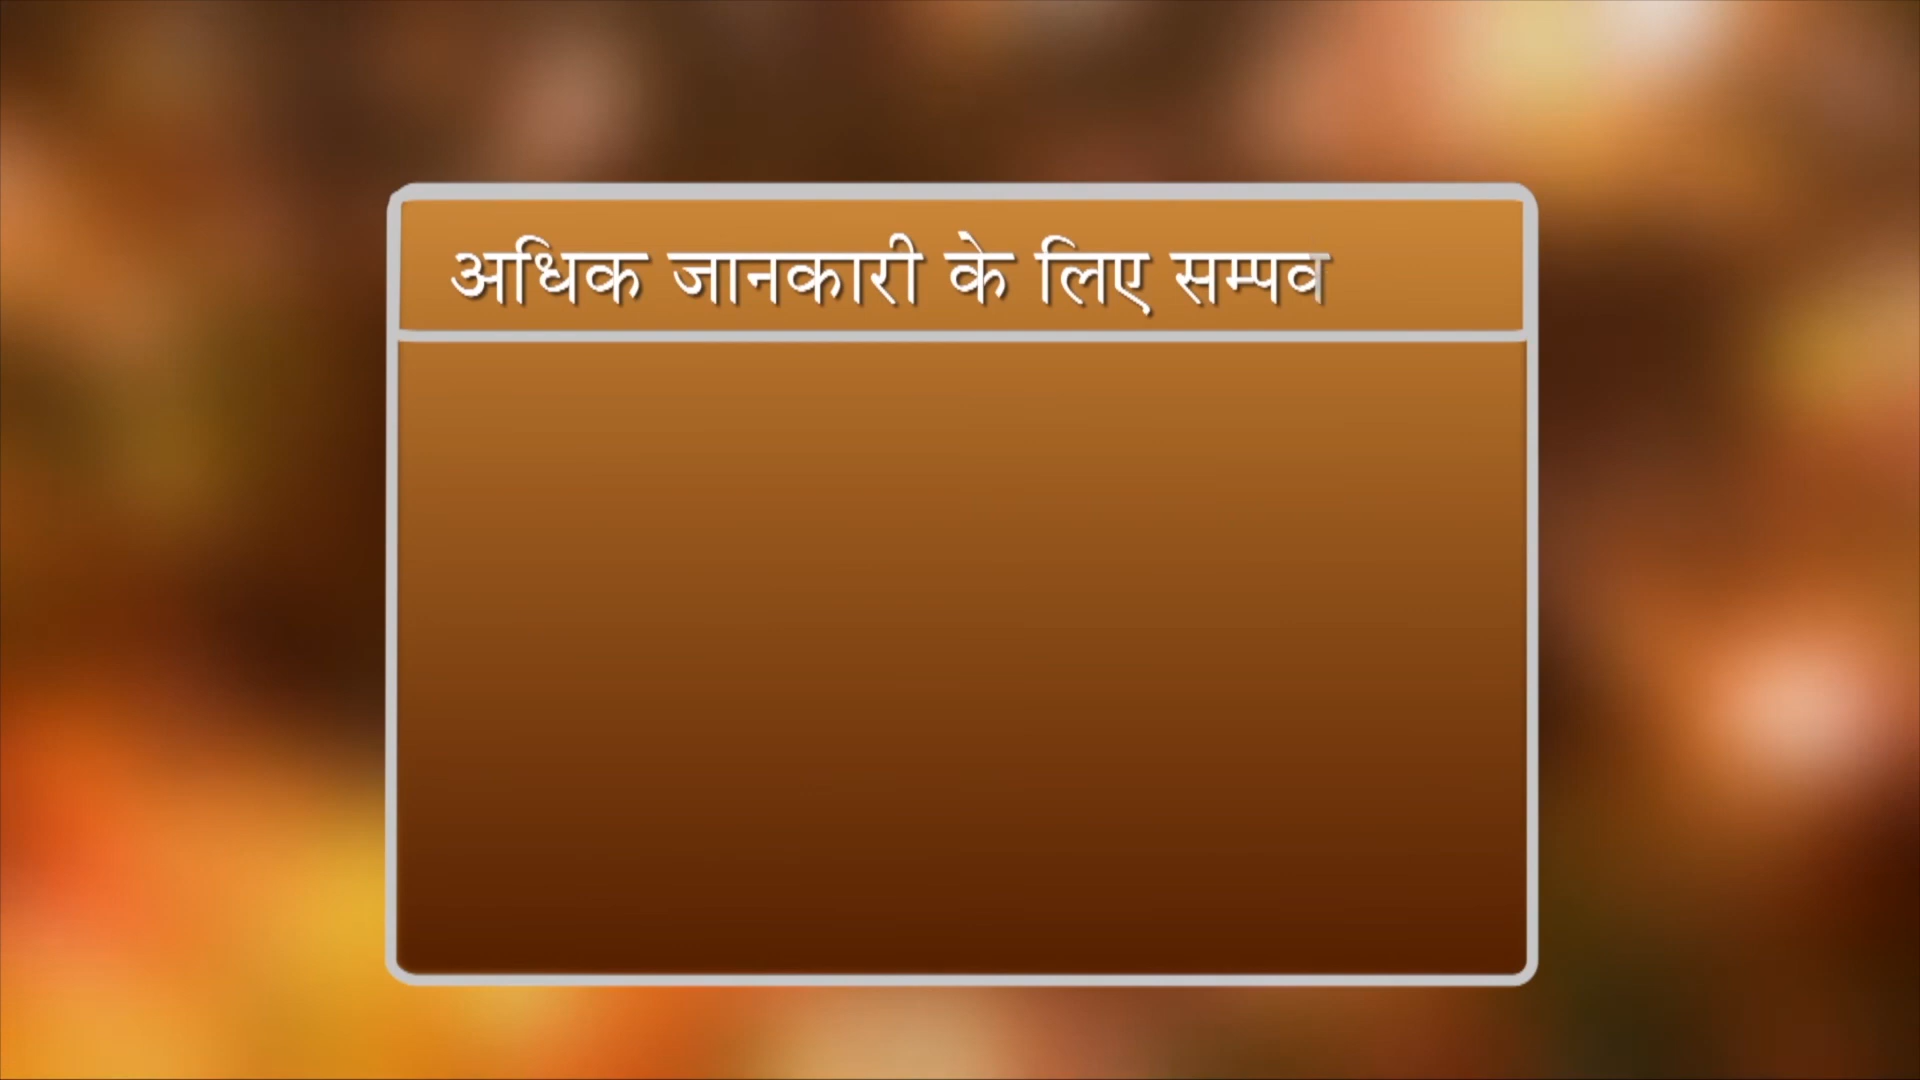 अधिक जानकारी के लिए सम्पव